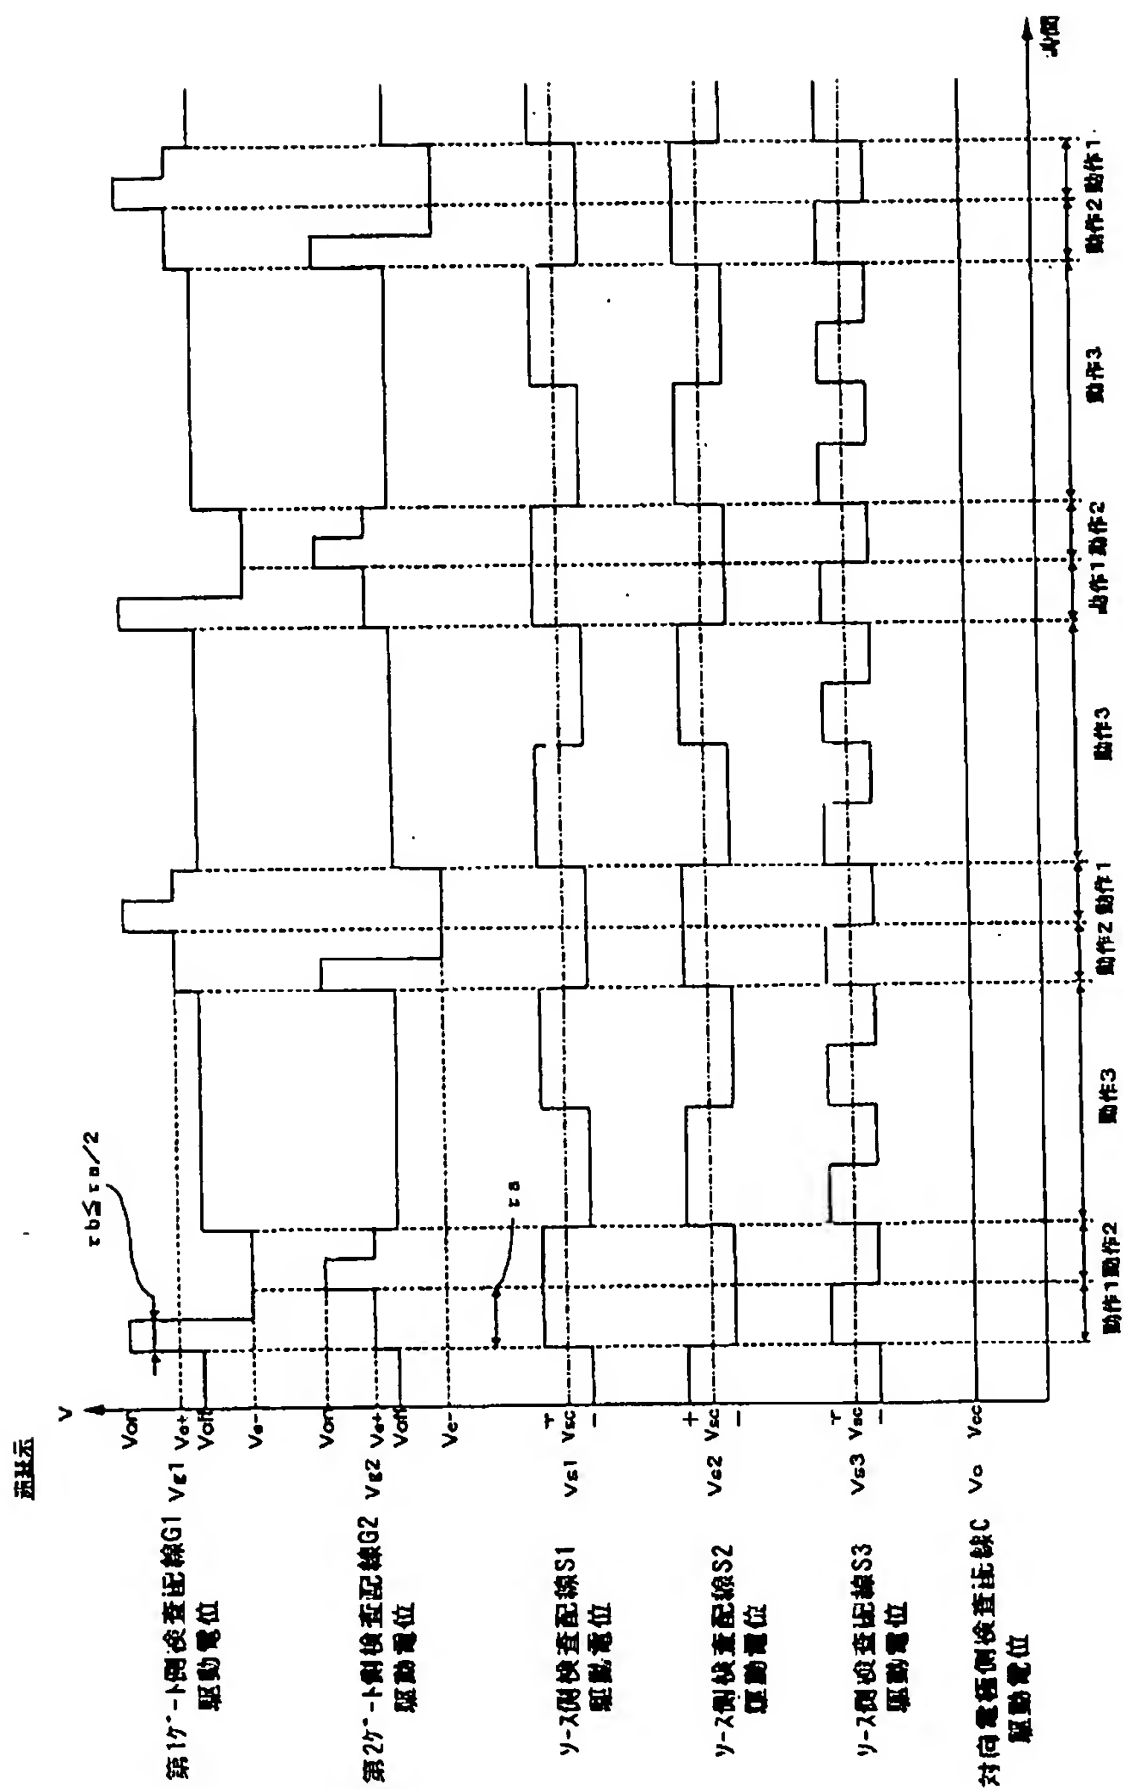 V
τb≦τa/2
τa
第1ゲート側検査配線G1
駆動電位
Vg1
Von
Ve+
Voff
Ve-
第2ゲート側検査配線G2
駆動電位
Vg2
Von
Ve+
Voff
Ve-
ソース側検査配線S1
駆動電位
Vs1
+
Vsc
-
ソース側検査配線S2
駆動電位
Vs2
+
Vsc
-
ソース側検査配線S3
駆動電位
Vs3
+
Vsc
-
対向電極側検査配線C
駆動電位
Vc
Vcc
動作1 動作2 動作3 動作2 動作1 動作3 動作1 動作2 動作3 動作2 動作1
時間